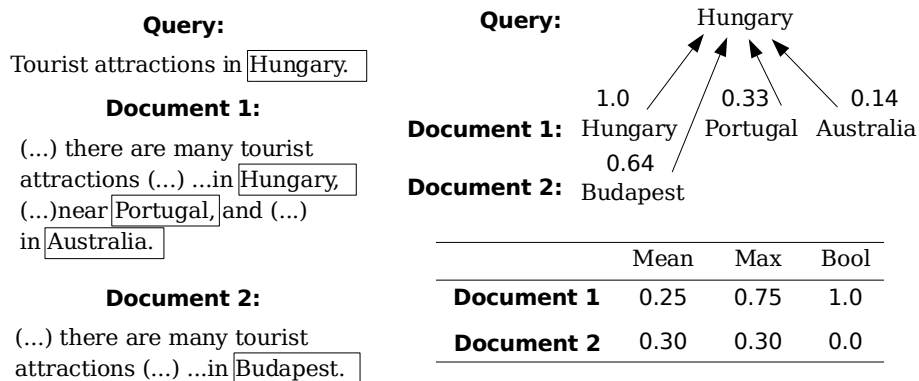 Query:
Tourist attractions in Hungary.
Document 1:
(...) there are many tourist
attractions (...) ...in Hungary,
(...)near Portugal, and (...)
in Australia.
Document 2:
(...) there are many tourist
attractions (...) ...in Budapest.
Query: Hungary
1.0 0.33 0.14
Document 1: Hungary Portugal Australia
0.64
Document 2: Budapest
Mean Max Bool
Document 1 0.25 0.75 1.0
Document 2 0.30 0.30 0.0